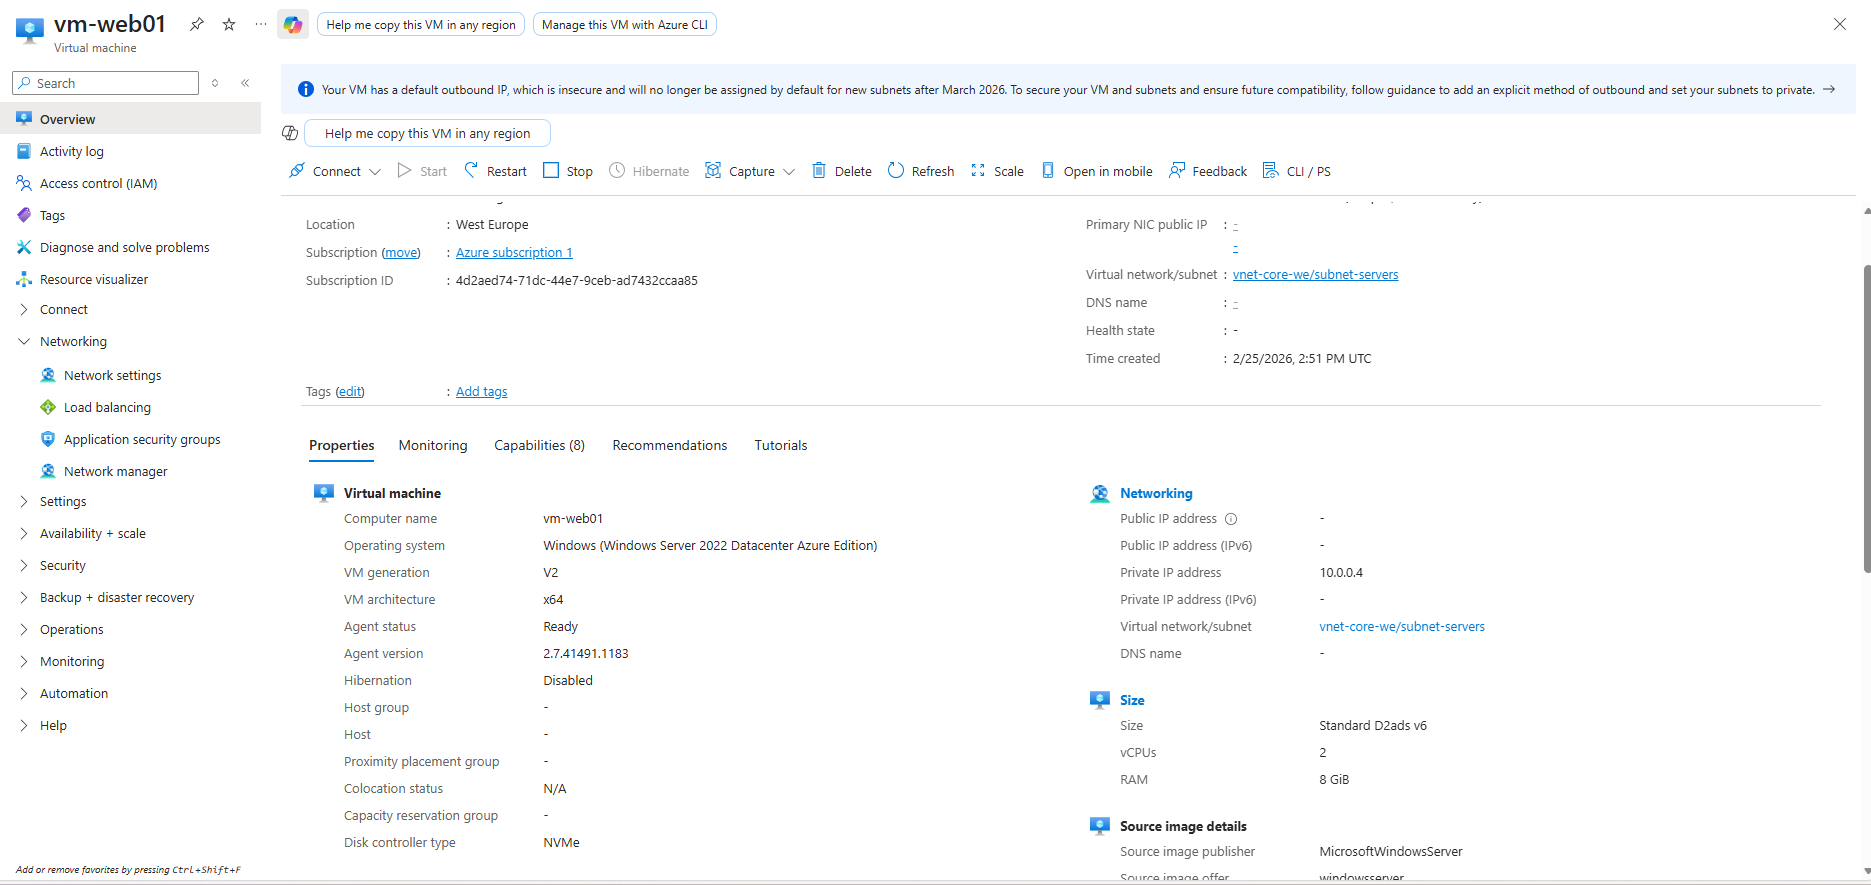 vm-web01
Virtual machine
Help me copy this VM in any region
Manage this VM with Azure CLI
Search
Overview
Activity log
Access control (IAM)
Tags
Diagnose and solve problems
Resource visualizer
Connect
Networking
Network settings
Load balancing
Application security groups
Network manager
Settings
Availability + scale
Security
Backup + disaster recovery
Operations
Monitoring
Automation
Help
Add or remove favorites by pressing Ctrl+Shift+F
Your VM has a default outbound IP, which is insecure and will no longer be assigned by default for new subnets after March 2026. To secure your VM and subnets and ensure future compatibility, follow guidance to add an explicit method of outbound and set your subnets to private.
Help me copy this VM in any region
Connect Start Restart Stop Hibernate Capture Delete Refresh Scale Open in mobile Feedback CLI / PS
Location : West Europe
Subscription (move) : Azure subscription 1
Subscription ID : 4d2aed74-71dc-44e7-9ceb-ad7432ccaa85
Primary NIC public IP : -
-
Virtual network/subnet : vnet-core-we/subnet-servers
DNS name : -
Health state : -
Time created : 2/25/2026, 2:51 PM UTC
Tags (edit) : Add tags
Properties Monitoring Capabilities (8) Recommendations Tutorials
Virtual machine
Computer name vm-web01
Operating system Windows (Windows Server 2022 Datacenter Azure Edition)
VM generation V2
VM architecture x64
Agent status Ready
Agent version 2.7.41491.1183
Hibernation Disabled
Host group -
Host -
Proximity placement group -
Colocation status N/A
Capacity reservation group -
Disk controller type NVMe
Networking
Public IP address -
Public IP address (IPv6) -
Private IP address 10.0.0.4
Private IP address (IPv6) -
Virtual network/subnet vnet-core-we/subnet-servers
DNS name -
Size
Size Standard D2ads v6
vCPUs 2
RAM 8 GiB
Source image details
Source image publisher MicrosoftWindowsServer
Source image offer windowsserver